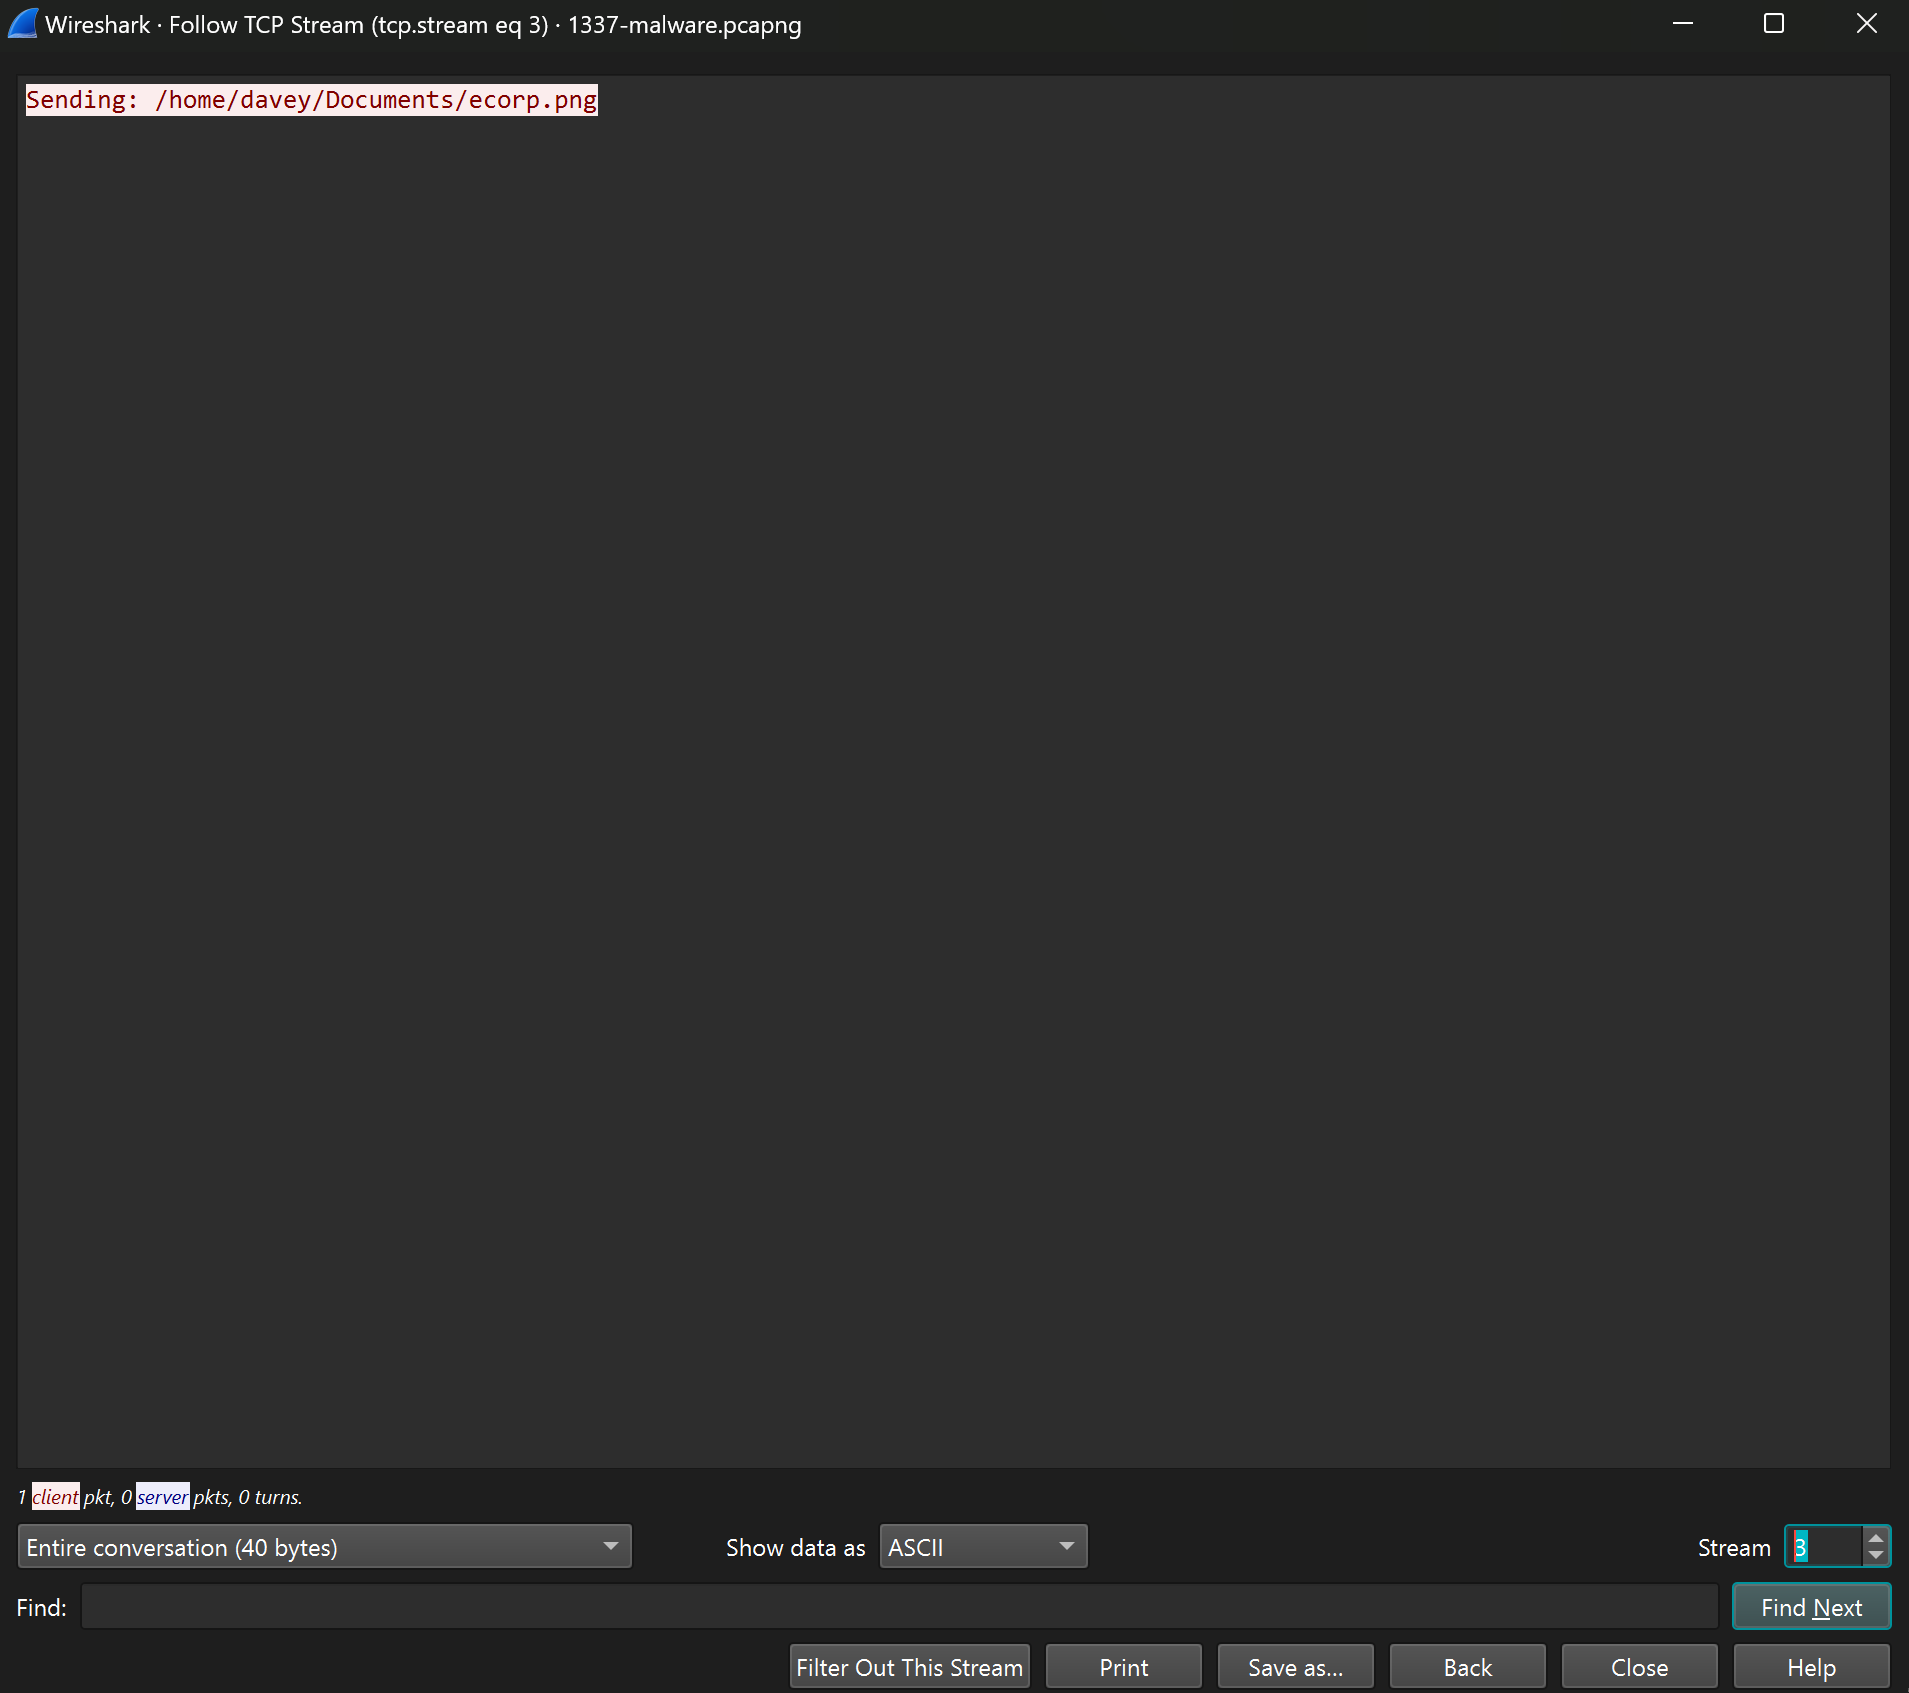 Wireshark · Follow TCP Stream (tcp.stream eq 3) · 1337-malware.pcapng
Sending: /home/davey/Documents/ecorp.png
1 client pkt, 0 server pkts, 0 turns.
Entire conversation (40 bytes) Show data as ASCII Stream 3
Find: Find Next
Filter Out This Stream Print Save as... Back Close Help